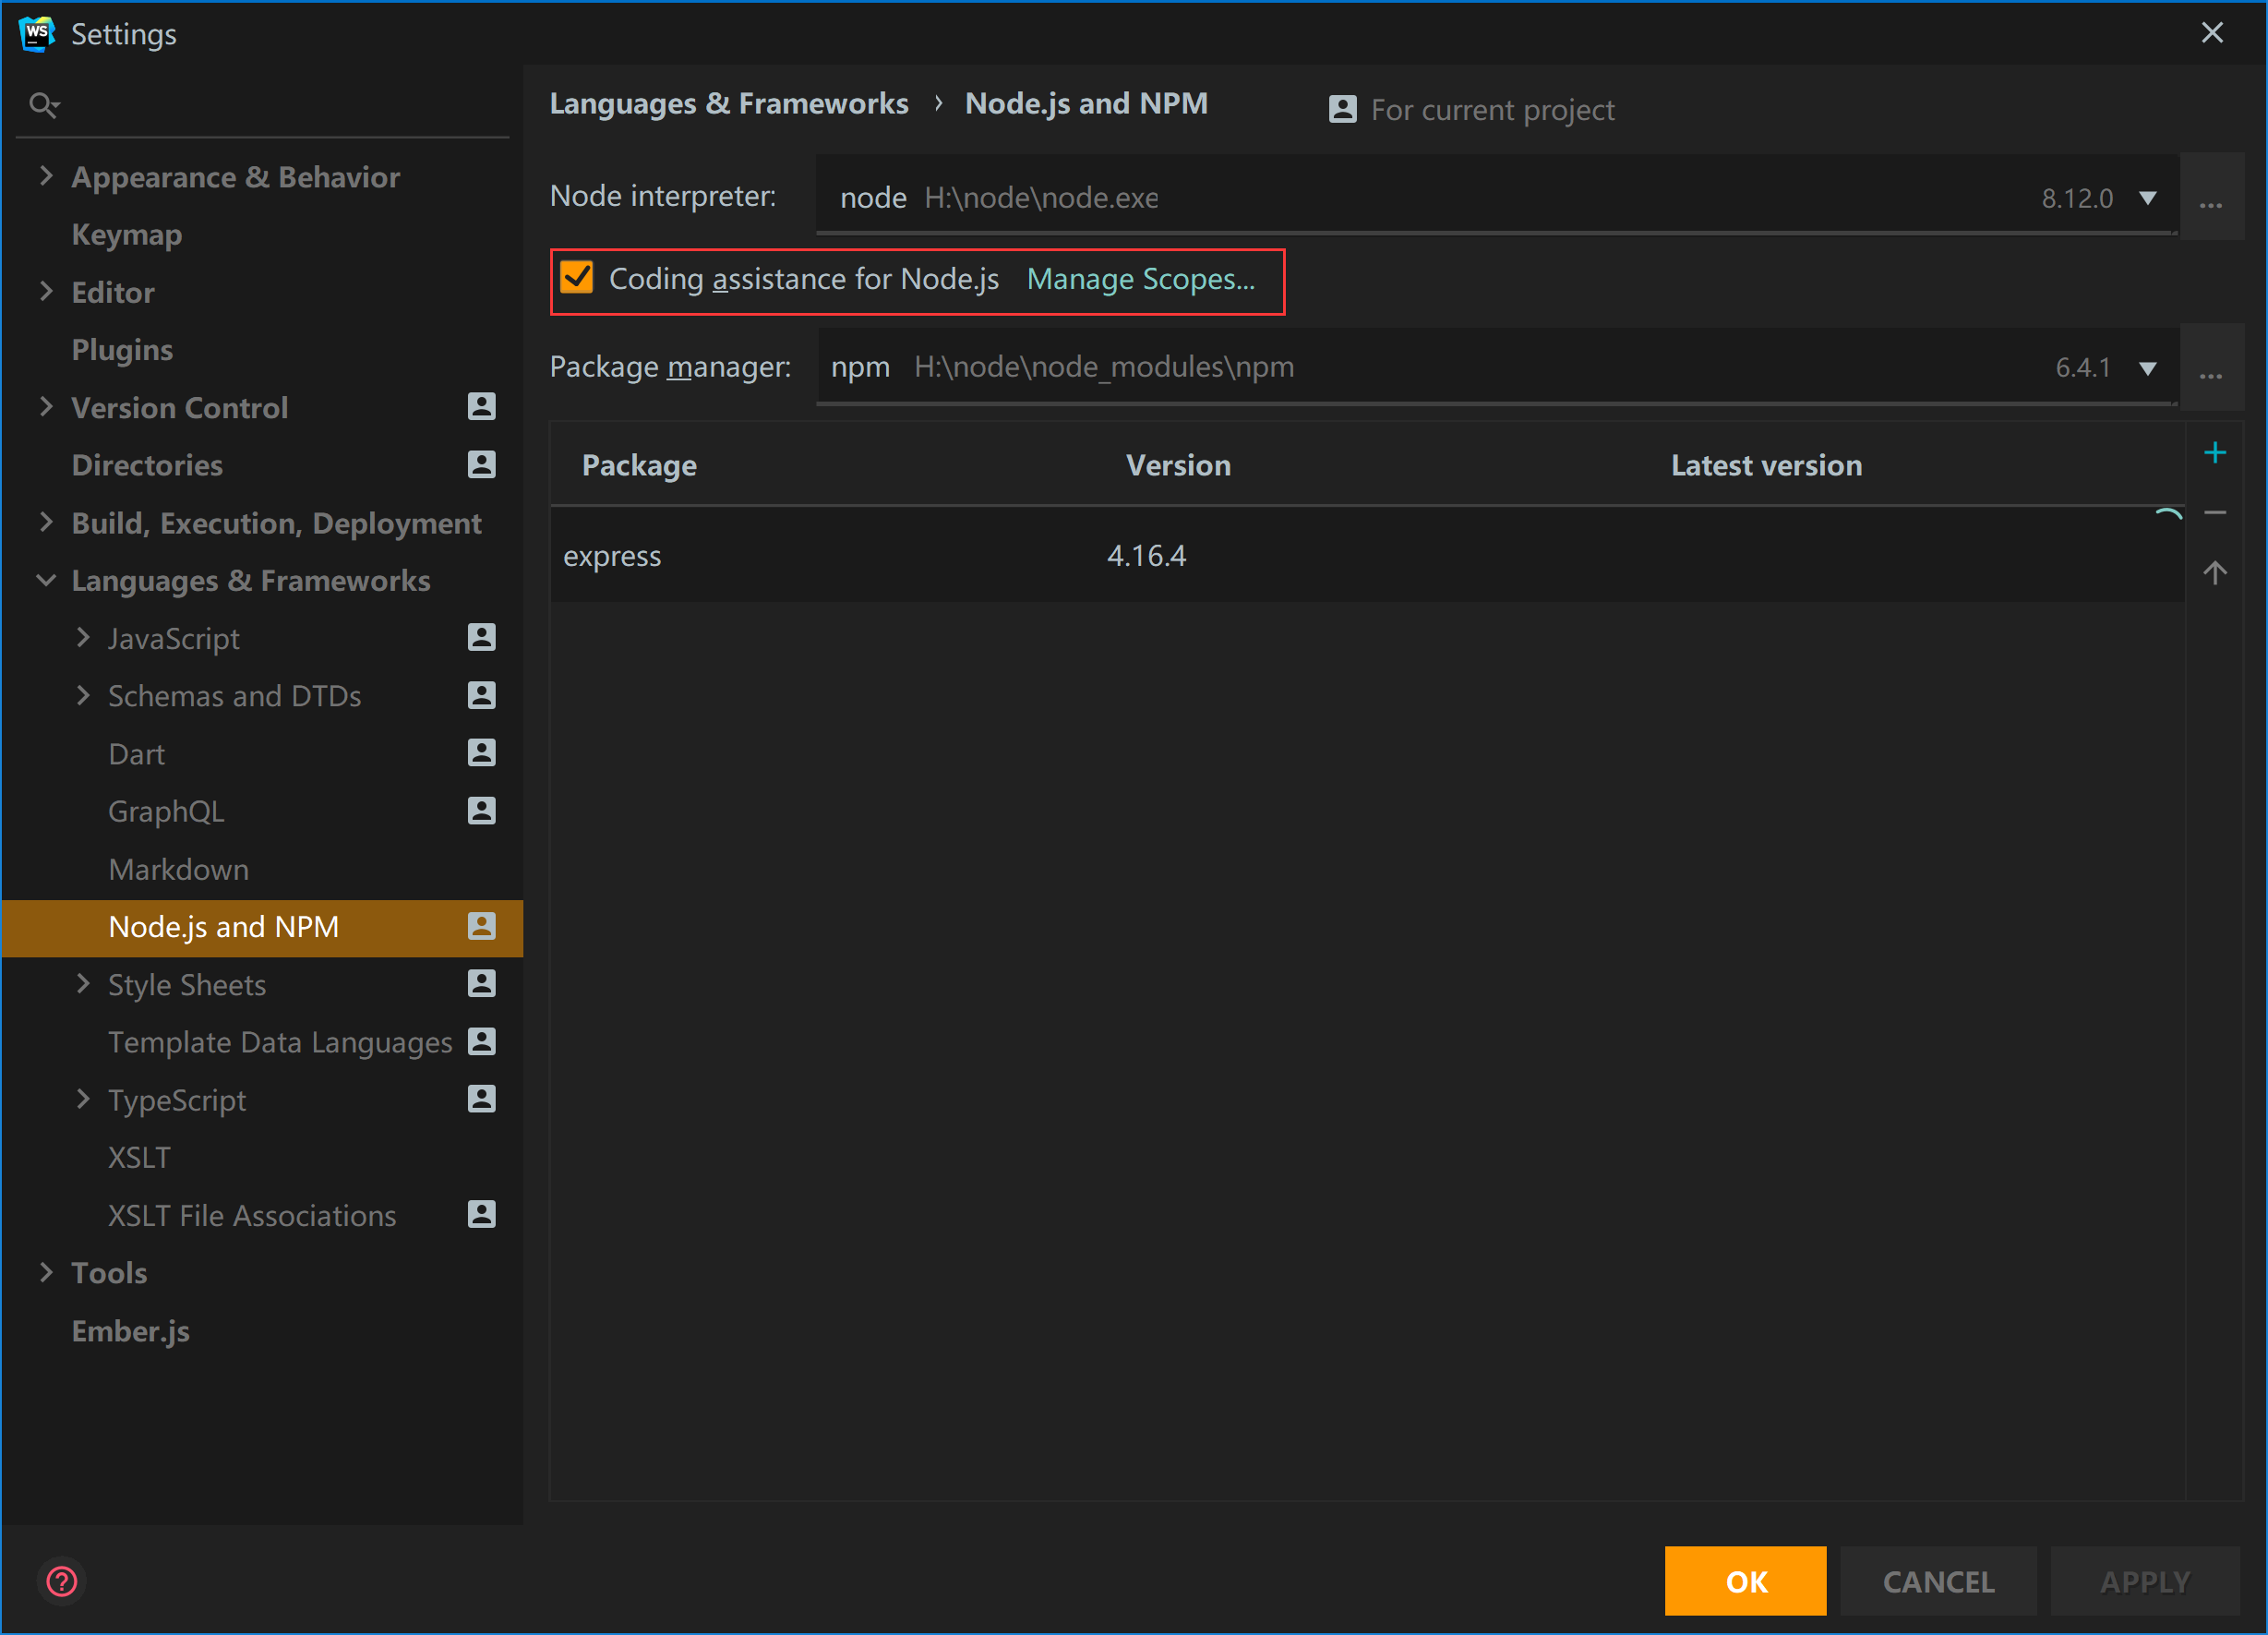 WS Settings
Languages & Frameworks › Node.js and NPM For current project
Appearance & Behavior
Keymap
Editor
Plugins
Version Control
Directories
Build, Execution, Deployment
Languages & Frameworks
JavaScript
Schemas and DTDs
Dart
GraphQL
Markdown
Node.js and NPM
Style Sheets
Template Data Languages
TypeScript
XSLT
XSLT File Associations
Tools
Ember.js
Node interpreter: node H:\node\node.exe 8.12.0 ...
Coding assistance for Node.js Manage Scopes...
Package manager: npm H:\node\node_modules\npm 6.4.1 ...
Package Version Latest version
express 4.16.4
? OK CANCEL APPLY